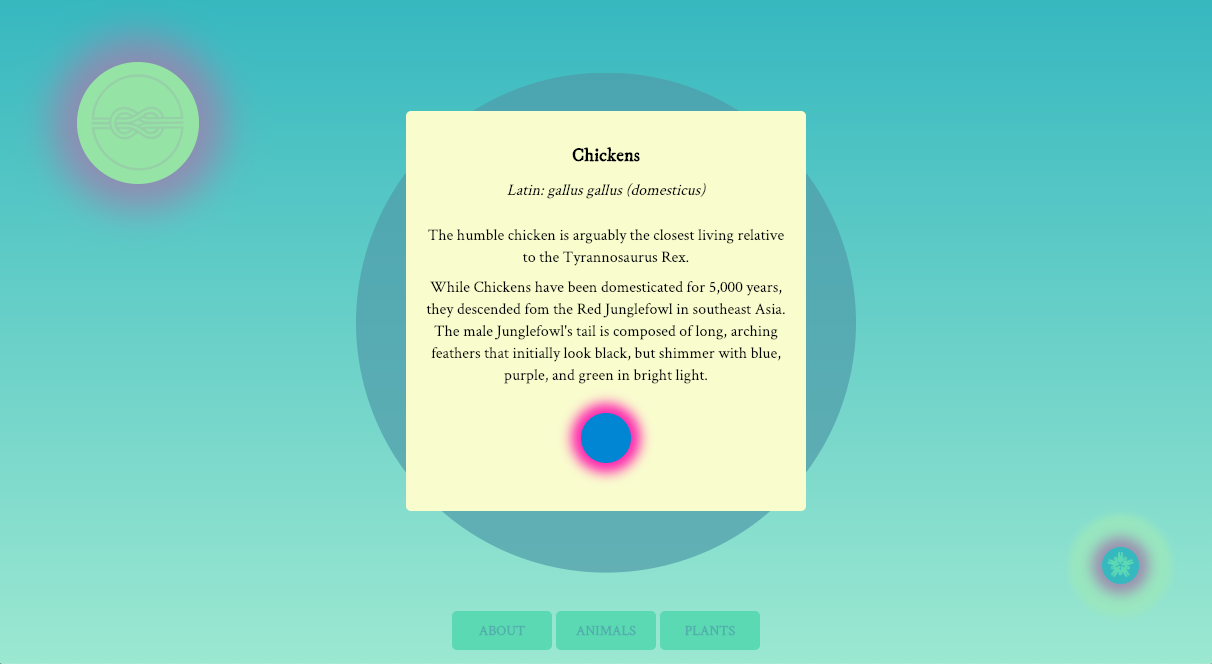 Chickens
Latin: gallus gallus (domesticus)
The humble chicken is arguably the closest living relative
to the Tyrannosaurus Rex.
While Chickens have been domesticated for 5,000 years,
they descended fom the Red Junglefowl in southeast Asia.
The male Junglefowl's tail is composed of long, arching
feathers that initially look black, but shimmer with blue,
purple, and green in bright light.
ABOUT ANIMALS PLANTS